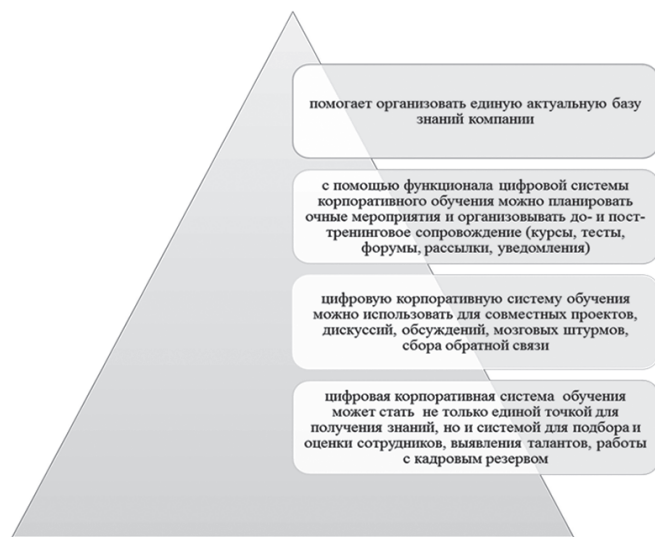 помогает организовать единую актуальную базу
знаний компании
с помощью функционала цифровой системы
корпоративного обучения можно планировать
очные мероприятия и организовывать до- и пост-
тренинговое сопровождение (курсы, тесты,
форумы, рассылки, уведомления)
цифровую корпоративную систему обучения
можно использовать для совместных проектов,
дискуссий, обсуждений, мозговых штурмов,
сбора обратной связи
цифровая корпоративная система обучения
может стать не только единой точкой для
получения знаний, но и системой для подбора и
оценки сотрудников, выявления талантов, работы
с кадровым резервом